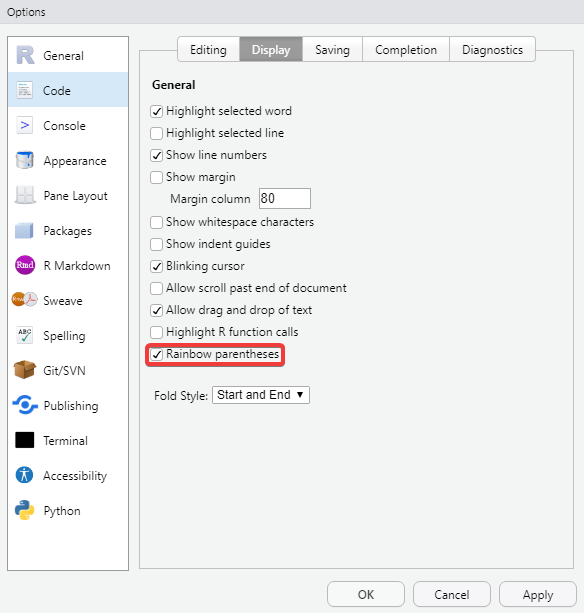 Options
General
Code
Console
Appearance
Pane Layout
Packages
R Markdown
Sweave
Spelling
Git/SVN
Publishing
Terminal
Accessibility
Python
Editing Display Saving Completion Diagnostics
General
Highlight selected word
Highlight selected line
Show line numbers
Show margin
Margin column 80
Show whitespace characters
Show indent guides
Blinking cursor
Allow scroll past end of document
Allow drag and drop of text
Highlight R function calls
Rainbow parentheses
Fold Style: Start and End
OK Cancel Apply